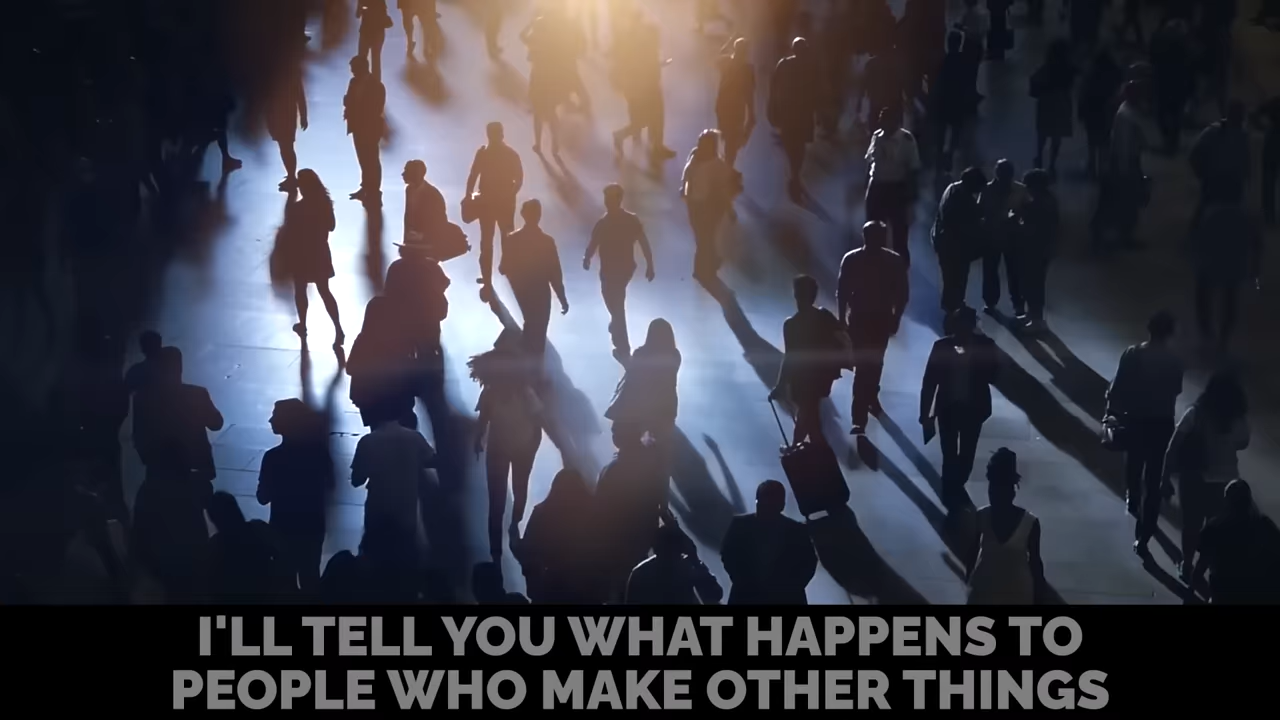 I'LL TELL YOU WHAT HAPPENS TO
PEOPLE WHO MAKE OTHER THINGS